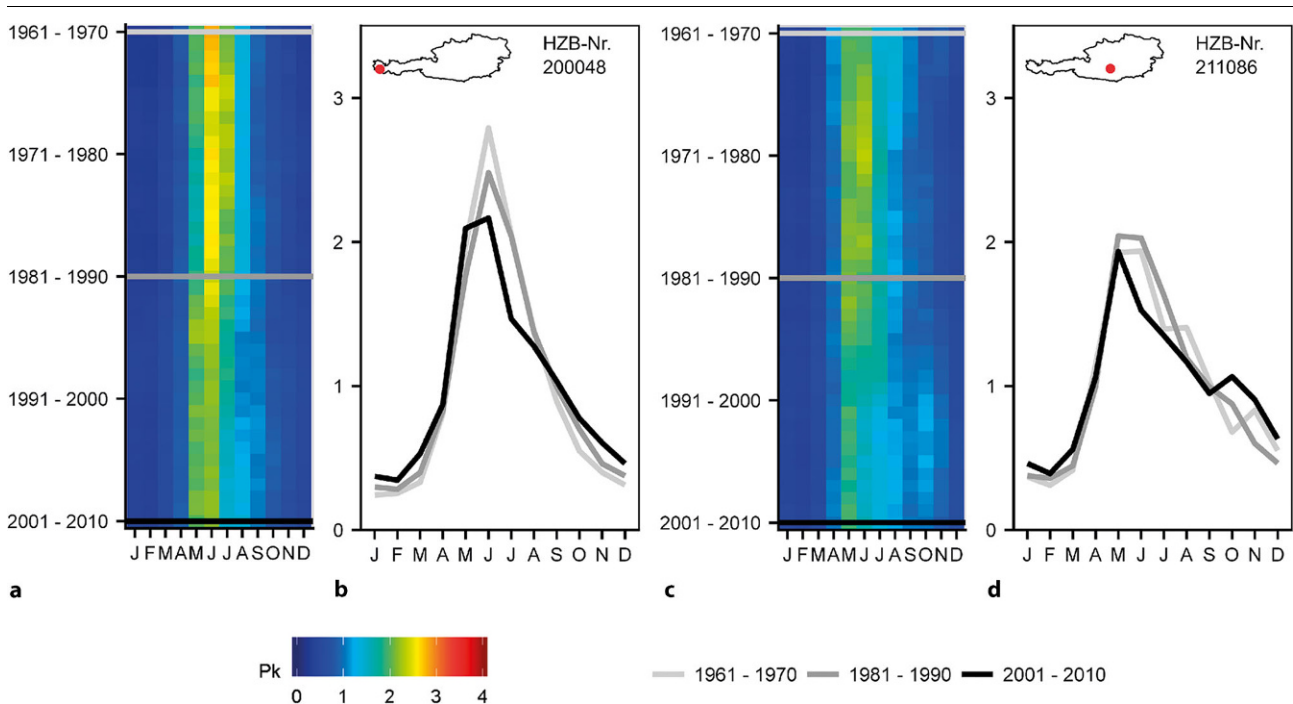 1961 - 1970
1971 - 1980
1981 - 1990
1991 - 2000
2001 - 2010
J F M A M J J A S O N D
a
HZB-Nr.
200048
3
2
1
0
J F M A M J J A S O N D
b
1961 - 1970
1971 - 1980
1981 - 1990
1991 - 2000
2001 - 2010
J F M A M J J A S O N D
c
HZB-Nr.
211086
3
2
1
0
J F M A M J J A S O N D
d
Pk
0 1 2 3 4
1961 - 1970 1981 - 1990 2001 - 2010